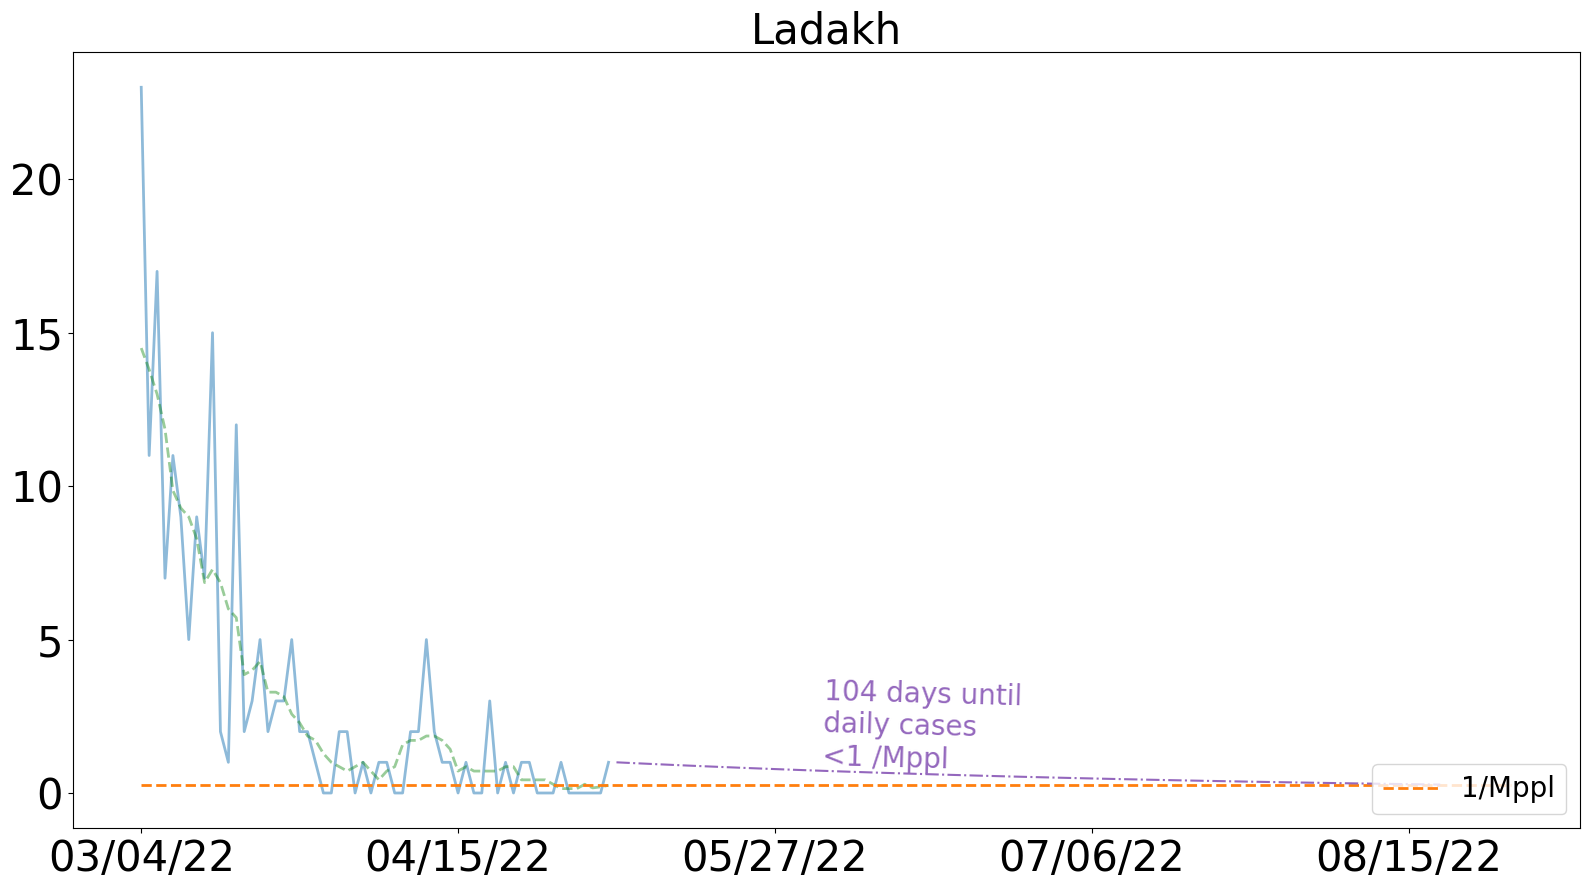 Ladakh
20
15
10
5
0
104 days until
daily cases
<1 /Mppl
1/Mppl
03/04/22 04/15/22 05/27/22 07/06/22 08/15/22